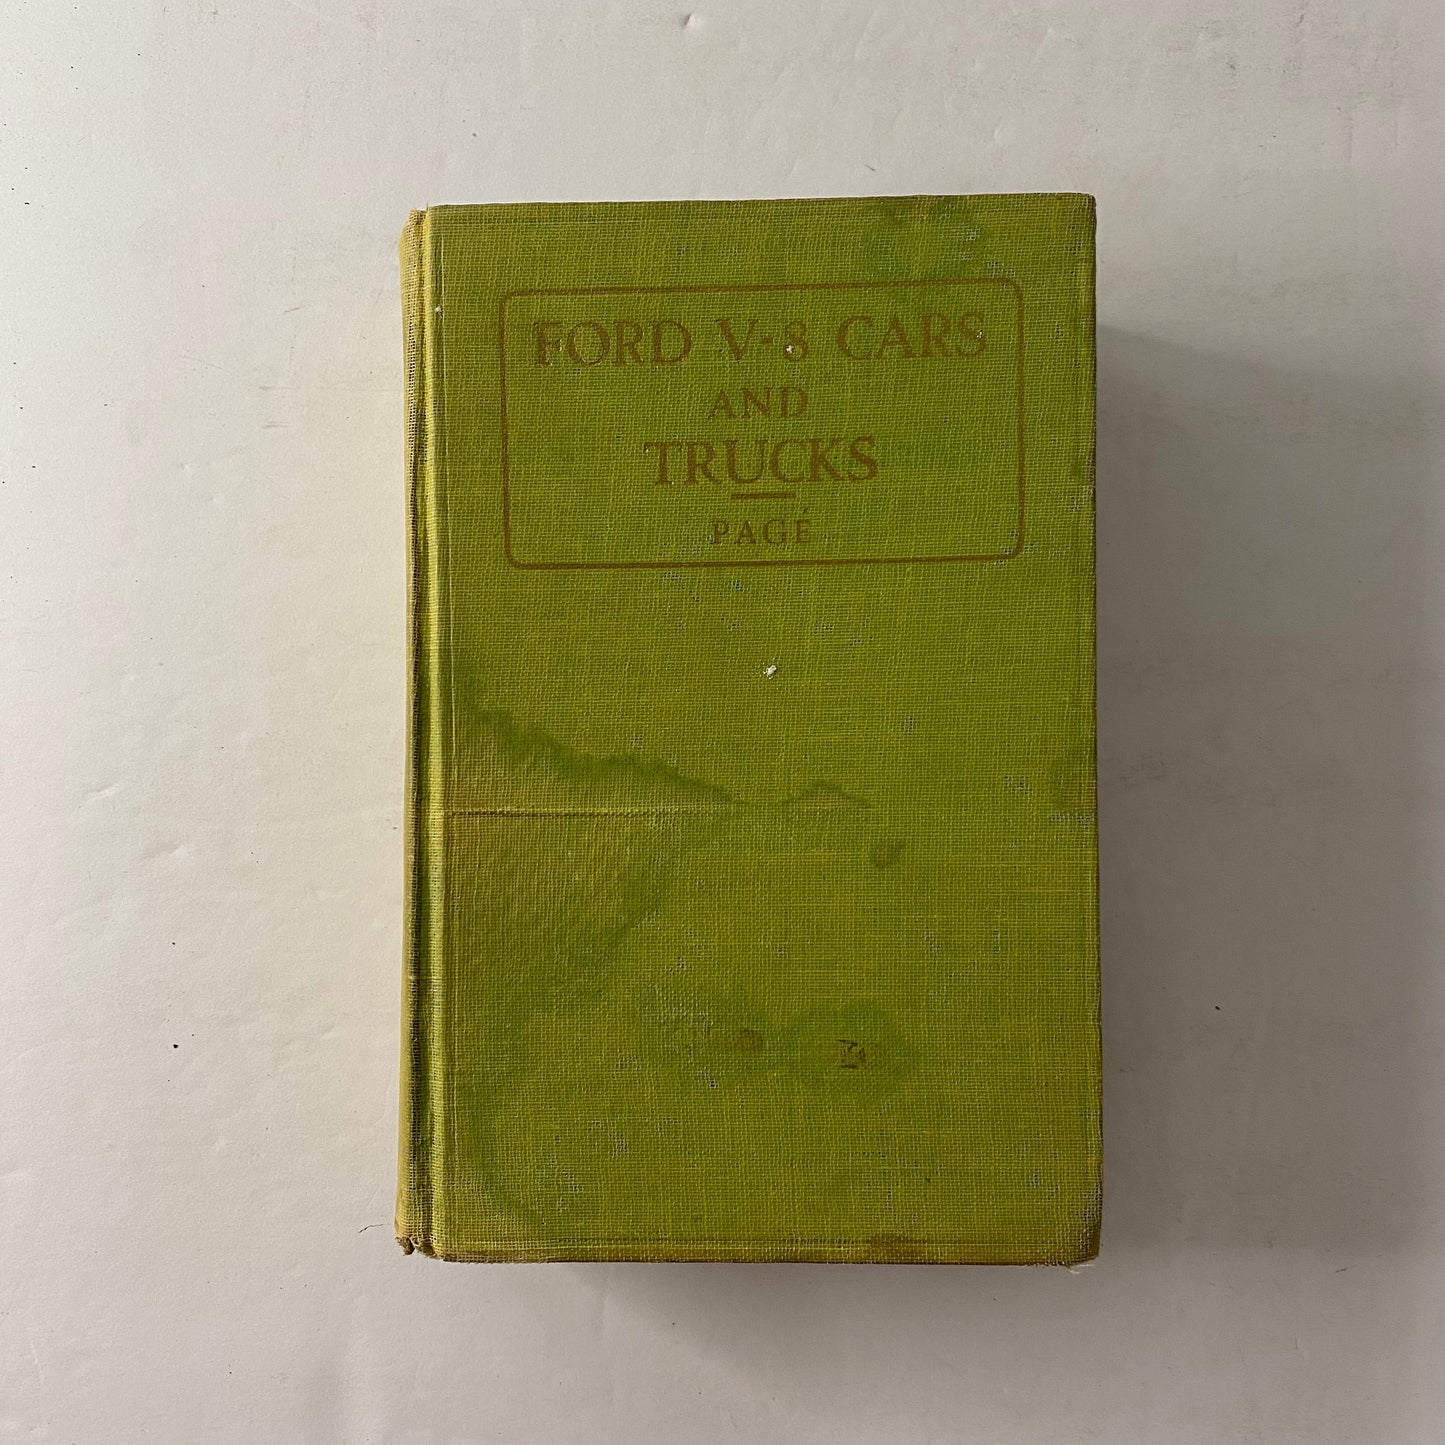 FORD V-8 CARS
AND
TRUCKS
PAGÉ